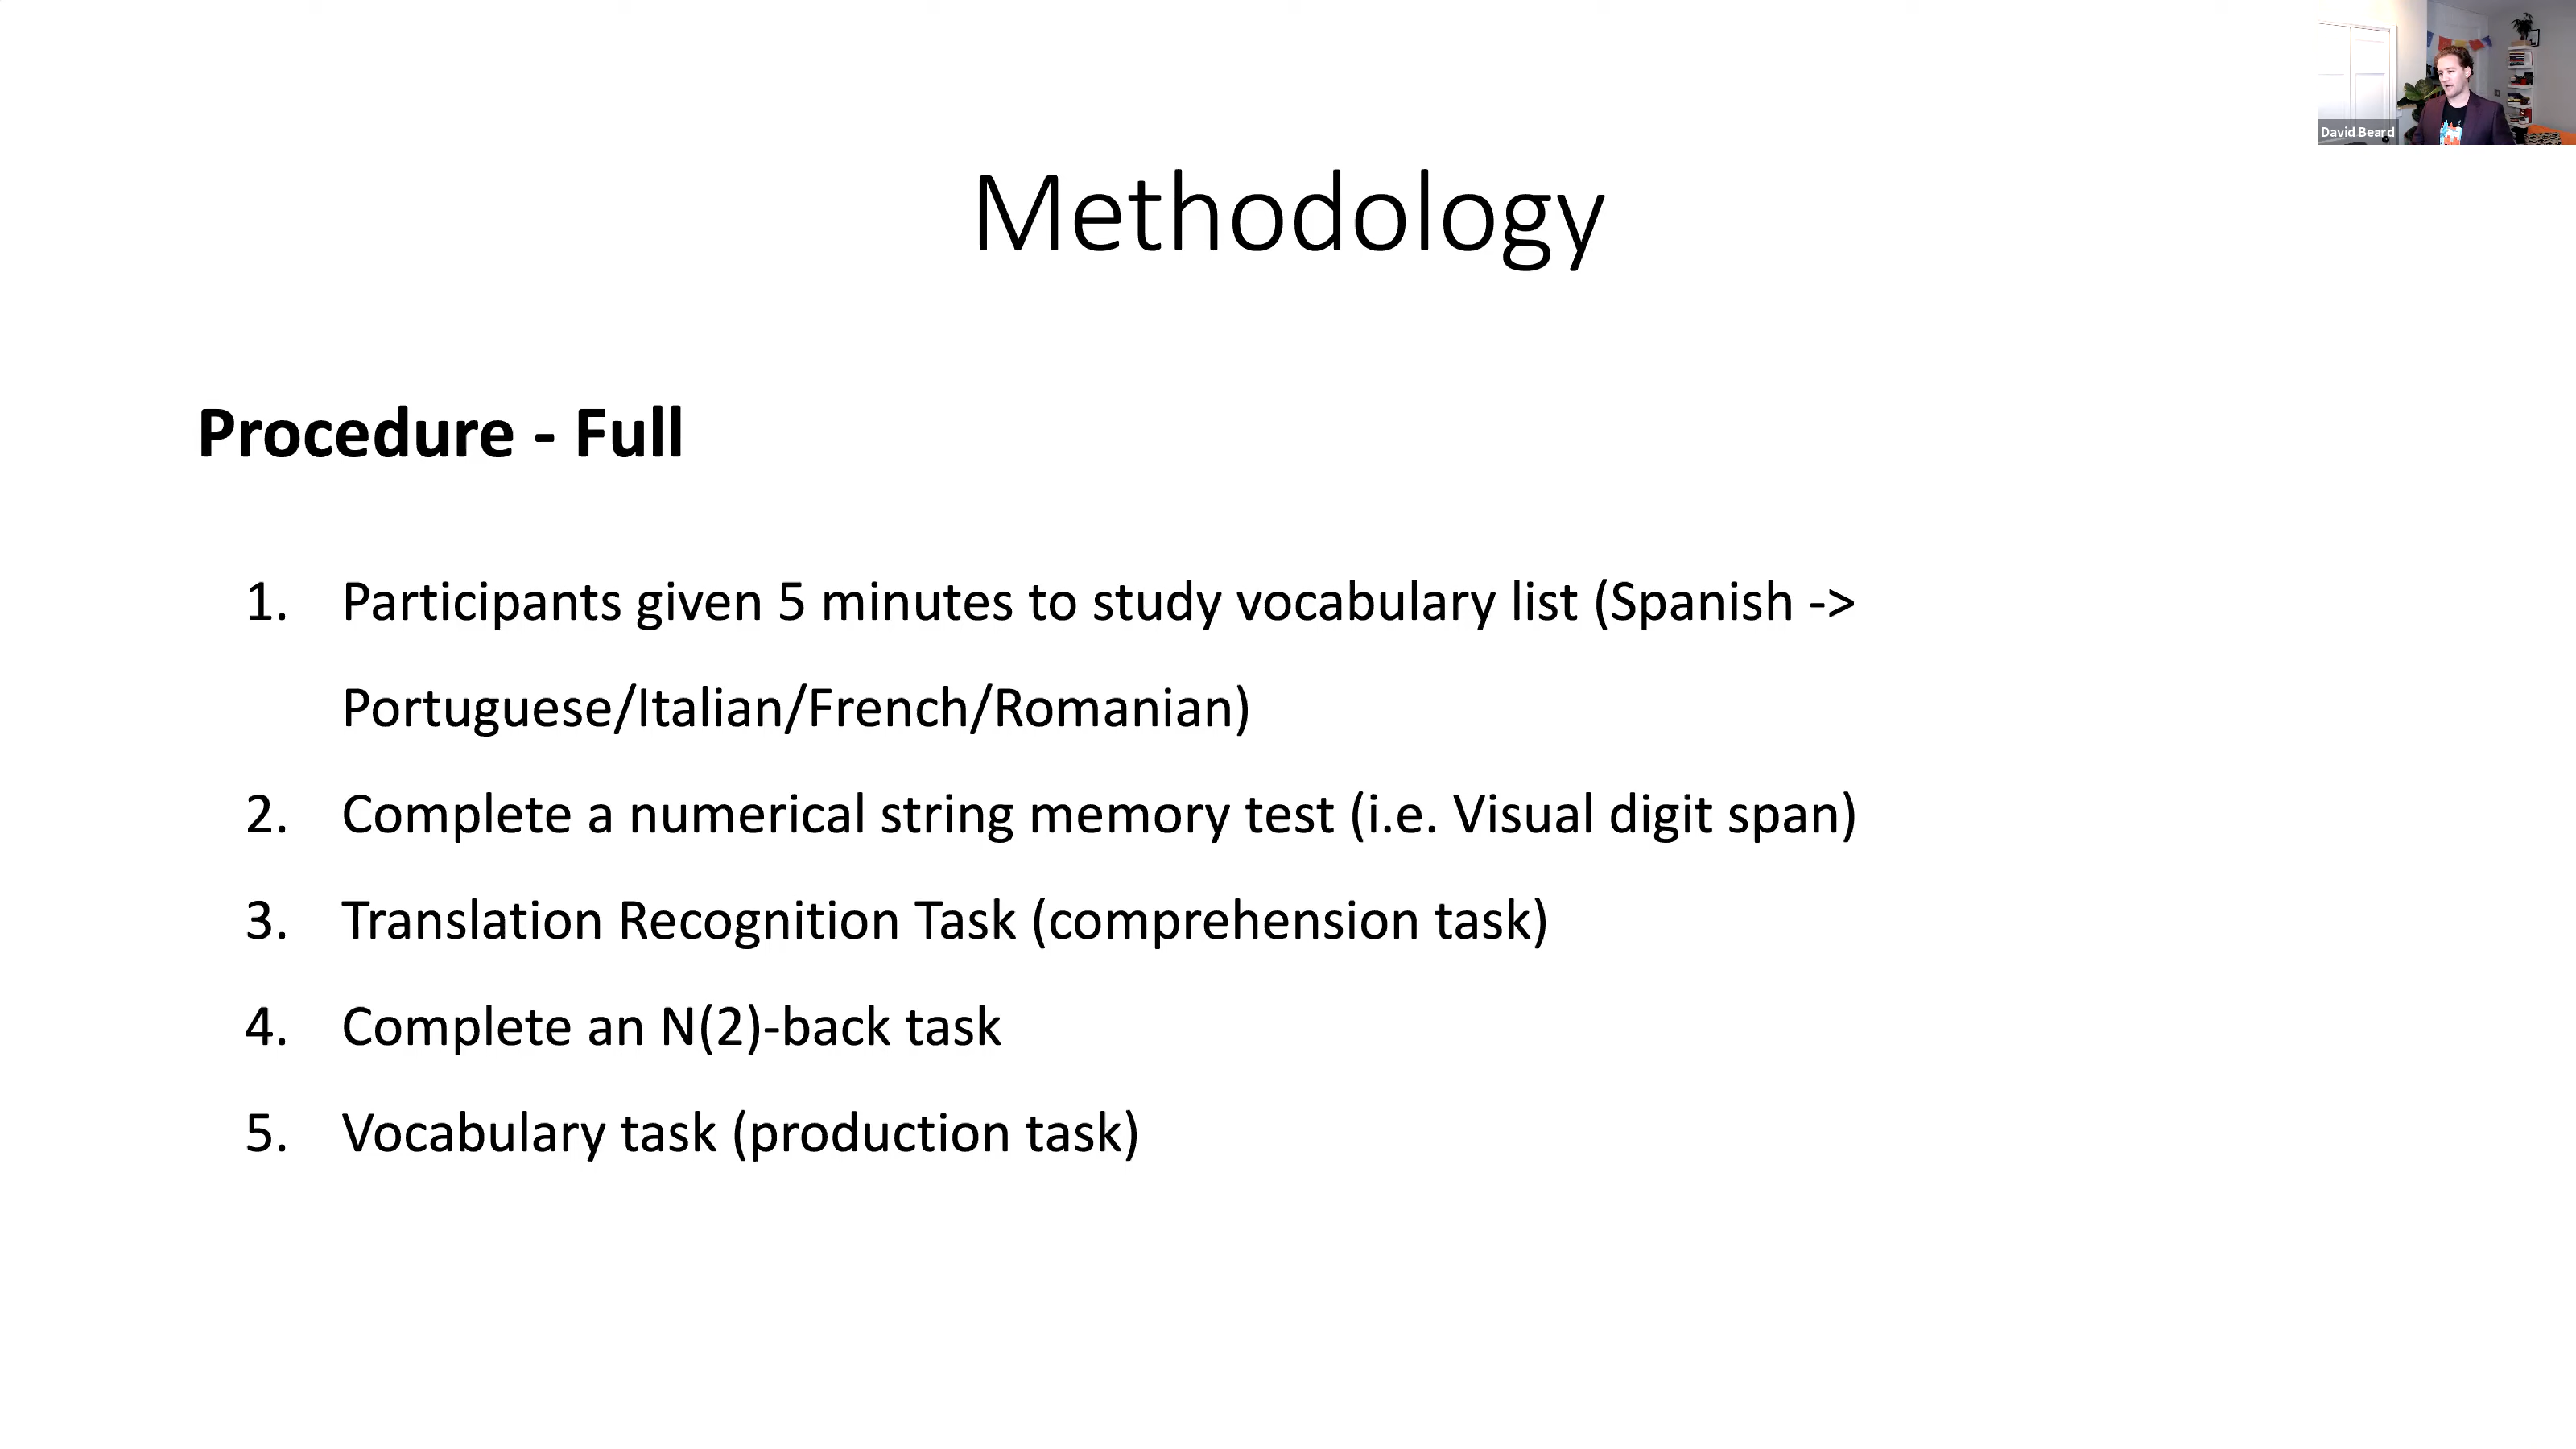 David Beard
Methodology
Procedure - Full
1. Participants given 5 minutes to study vocabulary list (Spanish ->
Portuguese/Italian/French/Romanian)
2. Complete a numerical string memory test (i.e. Visual digit span)
3. Translation Recognition Task (comprehension task)
4. Complete an N(2)-back task
5. Vocabulary task (production task)